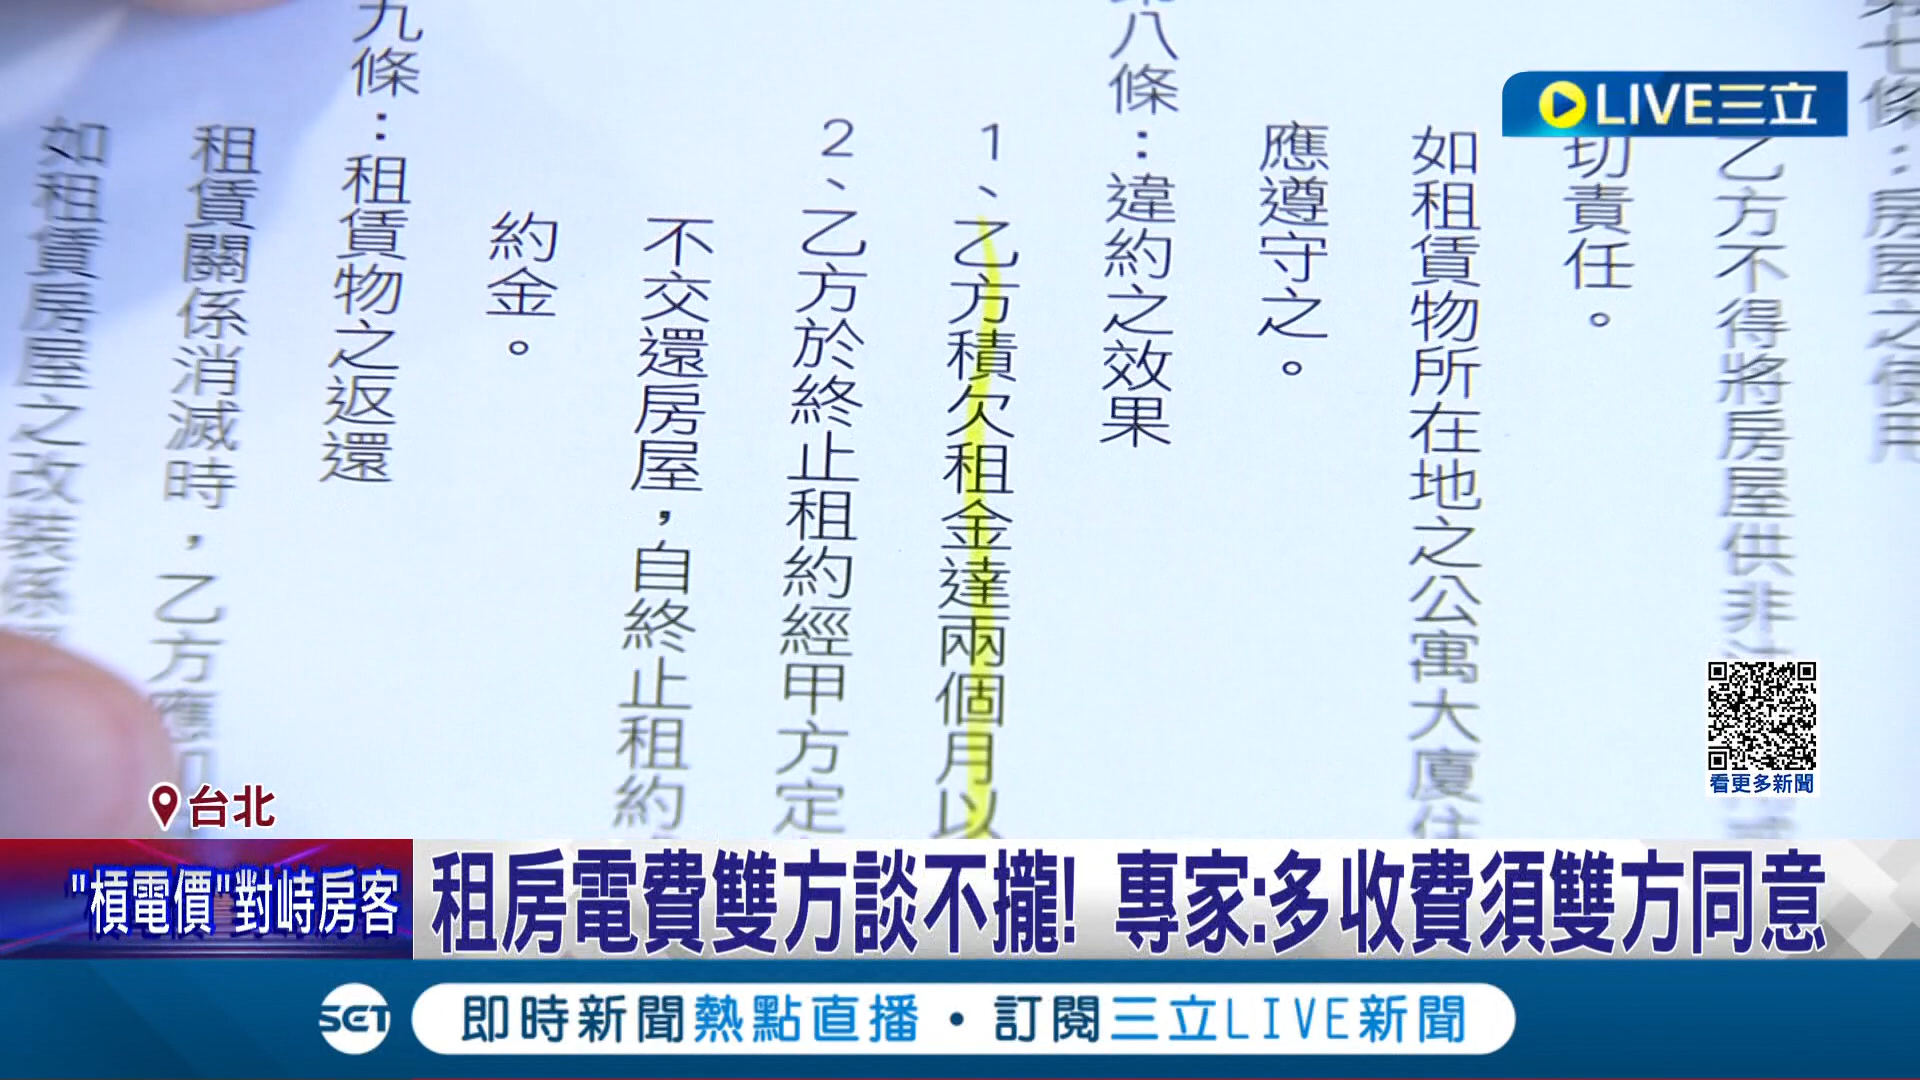 LIVE三立
七條：房屋之使用
乙方不得將房屋供非法
切責任。
如租賃物所在地之公寓大廈住
應遵守之。
八條：違約之效果
1、乙方積欠租金達兩個月以
2、乙方於終止租約經甲方定
不交還房屋，自終止租約
約金。
九條：租賃物之返還
租賃關係消滅時，乙方應即
如租賃房屋之改裝係
看更多新聞
台北
"槓電價"對峙房客
租房電費雙方談不攏! 專家:多收費須雙方同意
SET
即時新聞熱點直播・訂閱三立LIVE新聞